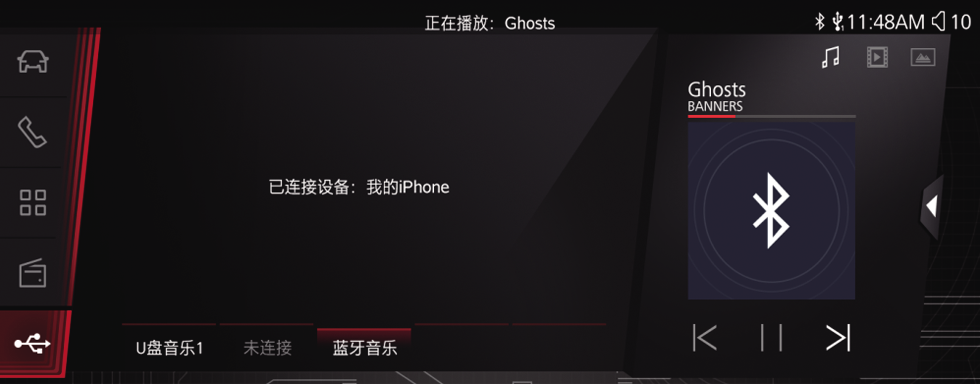 正在播放：Ghosts
11:48AM 10
Ghosts
BANNERS
已连接设备：我的iPhone
U盘音乐1 未连接 蓝牙音乐